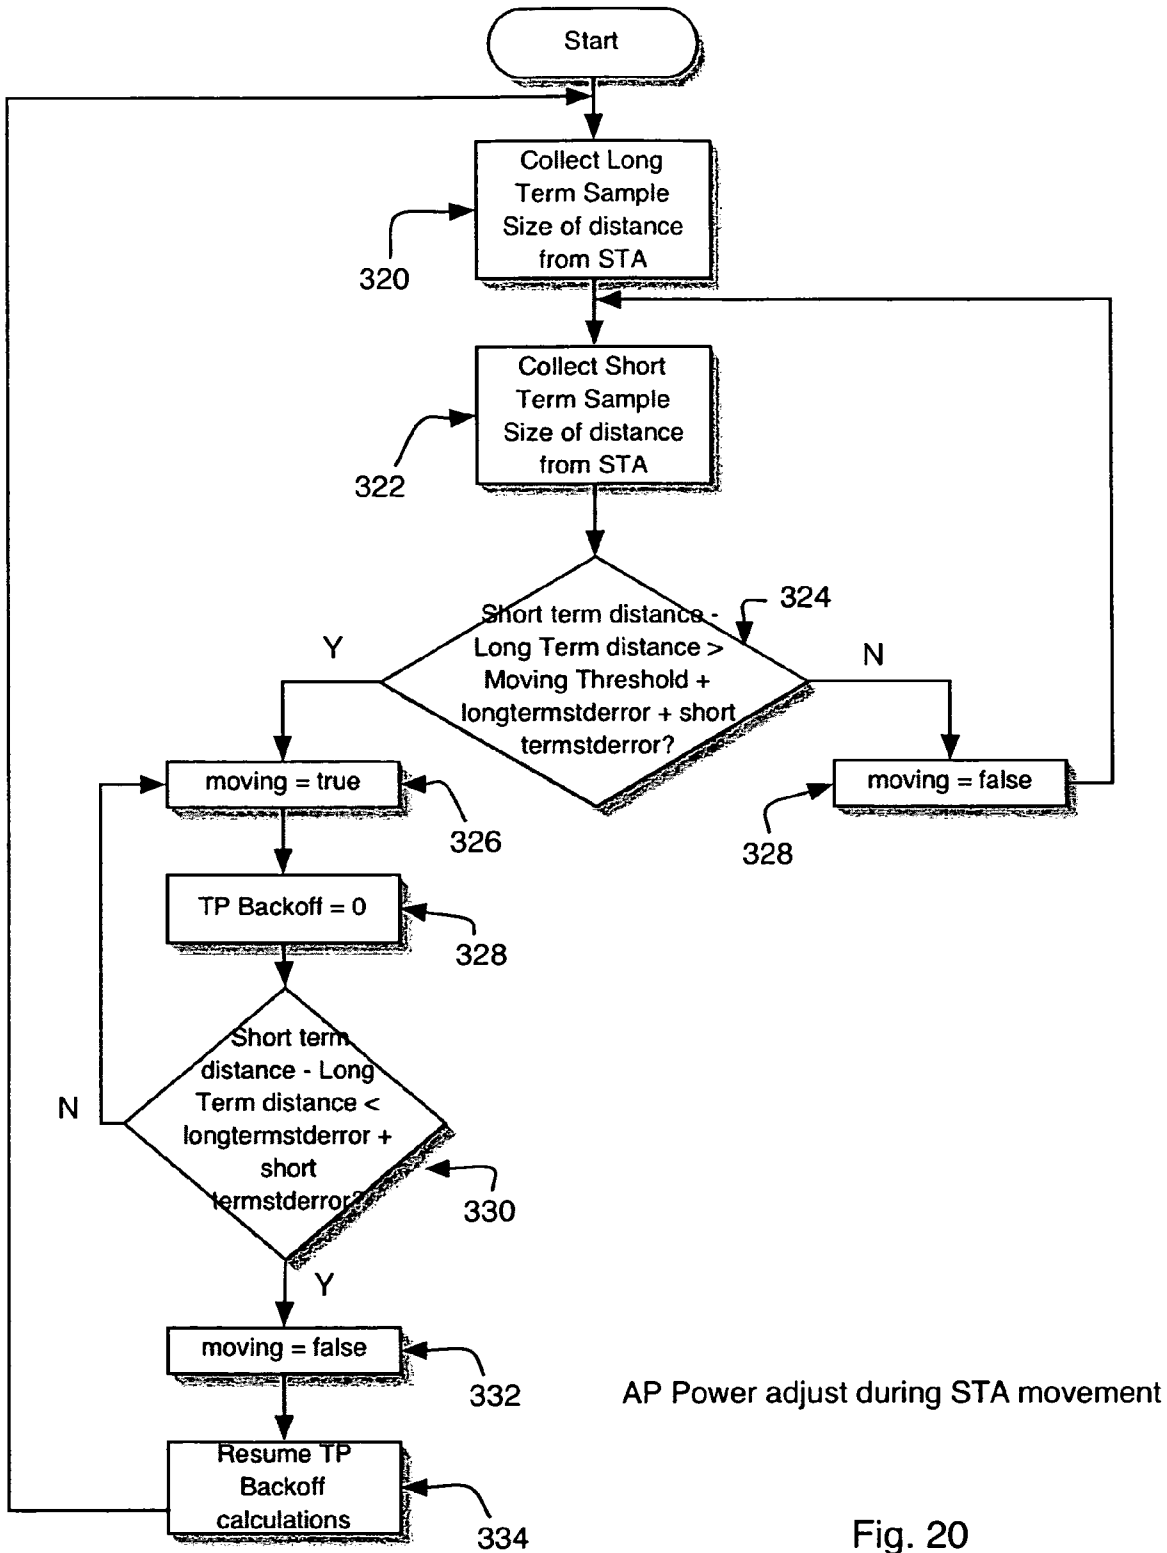 Start
Collect Long
Term Sample
Size of distance
from STA
320
Collect Short
Term Sample
Size of distance
from STA
322
Short term distance -
Long Term distance >
Moving Threshold +
longtermstderror + short
termstderror?
324
Y
N
moving = true
326
moving = false
328
TP Backoff = 0
328
Short term
distance - Long
Term distance <
longtermstderror +
short
termstderror?
N
330
Y
moving = false
332
AP Power adjust during STA movement
Resume TP
Backoff
calculations
334
Fig. 20